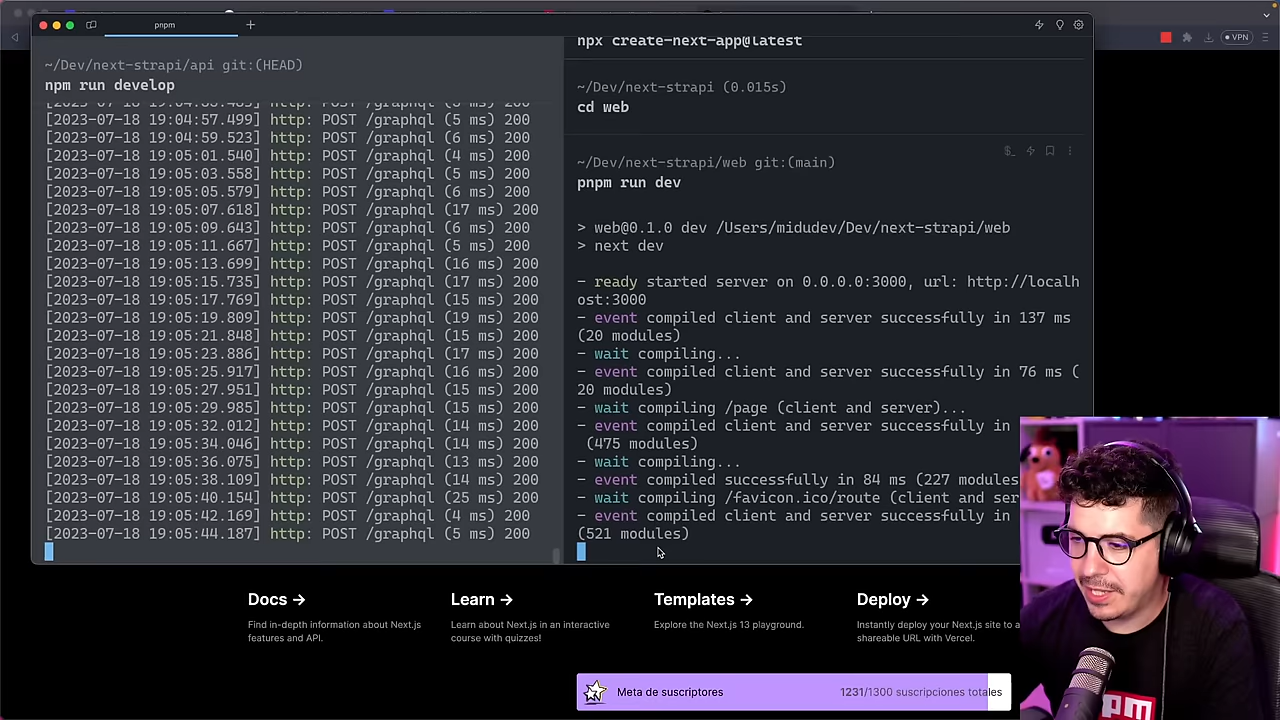 pnpm
VPN
~/Dev/next-strapi/api git:(HEAD)
npm run develop
[2023-07-18 19:04:57.499] http: POST /graphql (5 ms) 200
[2023-07-18 19:04:59.523] http: POST /graphql (6 ms) 200
[2023-07-18 19:05:01.540] http: POST /graphql (4 ms) 200
[2023-07-18 19:05:03.558] http: POST /graphql (5 ms) 200
[2023-07-18 19:05:05.579] http: POST /graphql (6 ms) 200
[2023-07-18 19:05:07.618] http: POST /graphql (17 ms) 200
[2023-07-18 19:05:09.643] http: POST /graphql (6 ms) 200
[2023-07-18 19:05:11.667] http: POST /graphql (5 ms) 200
[2023-07-18 19:05:13.699] http: POST /graphql (16 ms) 200
[2023-07-18 19:05:15.735] http: POST /graphql (17 ms) 200
[2023-07-18 19:05:17.769] http: POST /graphql (15 ms) 200
[2023-07-18 19:05:19.809] http: POST /graphql (19 ms) 200
[2023-07-18 19:05:21.848] http: POST /graphql (15 ms) 200
[2023-07-18 19:05:23.886] http: POST /graphql (17 ms) 200
[2023-07-18 19:05:25.917] http: POST /graphql (16 ms) 200
[2023-07-18 19:05:27.951] http: POST /graphql (15 ms) 200
[2023-07-18 19:05:29.985] http: POST /graphql (15 ms) 200
[2023-07-18 19:05:32.012] http: POST /graphql (14 ms) 200
[2023-07-18 19:05:34.046] http: POST /graphql (14 ms) 200
[2023-07-18 19:05:36.075] http: POST /graphql (13 ms) 200
[2023-07-18 19:05:38.109] http: POST /graphql (14 ms) 200
[2023-07-18 19:05:40.154] http: POST /graphql (25 ms) 200
[2023-07-18 19:05:42.169] http: POST /graphql (4 ms) 200
[2023-07-18 19:05:44.187] http: POST /graphql (5 ms) 200
npx create-next-app@latest
~/Dev/next-strapi (0.015s)
cd web
~/Dev/next-strapi/web git:(main)
pnpm run dev
> web@0.1.0 dev /Users/midudev/Dev/next-strapi/web
> next dev
- ready started server on 0.0.0.0:3000, url: http://localh
ost:3000
- event compiled client and server successfully in 137 ms
(20 modules)
- wait compiling...
- event compiled client and server successfully in 76 ms (
20 modules)
- wait compiling /page (client and server)...
- event compiled client and server successfully in
(475 modules)
- wait compiling...
- event compiled successfully in 84 ms (227 modules
- wait compiling /favicon.ico/route (client and ser
- event compiled client and server successfully in
(521 modules)
Docs →
Find in-depth information about Next.js
features and API.
Learn →
Learn about Next.js in an interactive
course with quizzes!
Templates →
Explore the Next.js 13 playground.
Deploy →
Instantly deploy your Next.js site to a
shareable URL with Vercel.
Meta de suscriptores
1231/1300 suscripciones totales